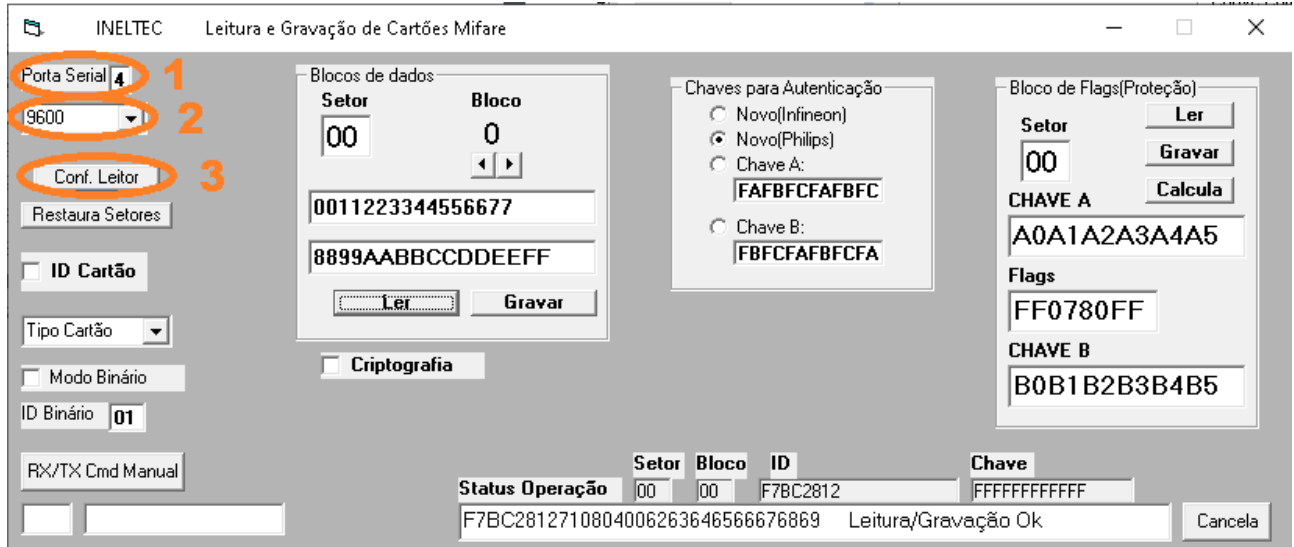 INELTEC Leitura e Gravação de Cartões Mifare
Porta Serial 4 1
9600 2
Conf. Leitor 3
Restaura Setores
ID Cartão
Tipo Cartão
Modo Binário
ID Binário 01
RX/TX Cmd Manual
Blocos de dados
Setor Bloco
00 0
0011223344556677
8899AABBCCDDEEFF
Ler Gravar
Criptografia
Chaves para Autenticação
Novo(Infineon)
Novo(Philips)
Chave A:
FAFBFCFAFBFC
Chave B:
FBFCFAFBFCFA
Bloco de Flags(Proteção)
Setor Ler
00 Gravar
CHAVE A Calcula
A0A1A2A3A4A5
Flags
FF0780FF
CHAVE B
B0B1B2B3B4B5
Setor Bloco ID Chave
Status Operação 00 00 F7BC2812 FFFFFFFFFFFF
F7BC2812710804006263646566676869 Leitura/Gravação Ok
Cancela